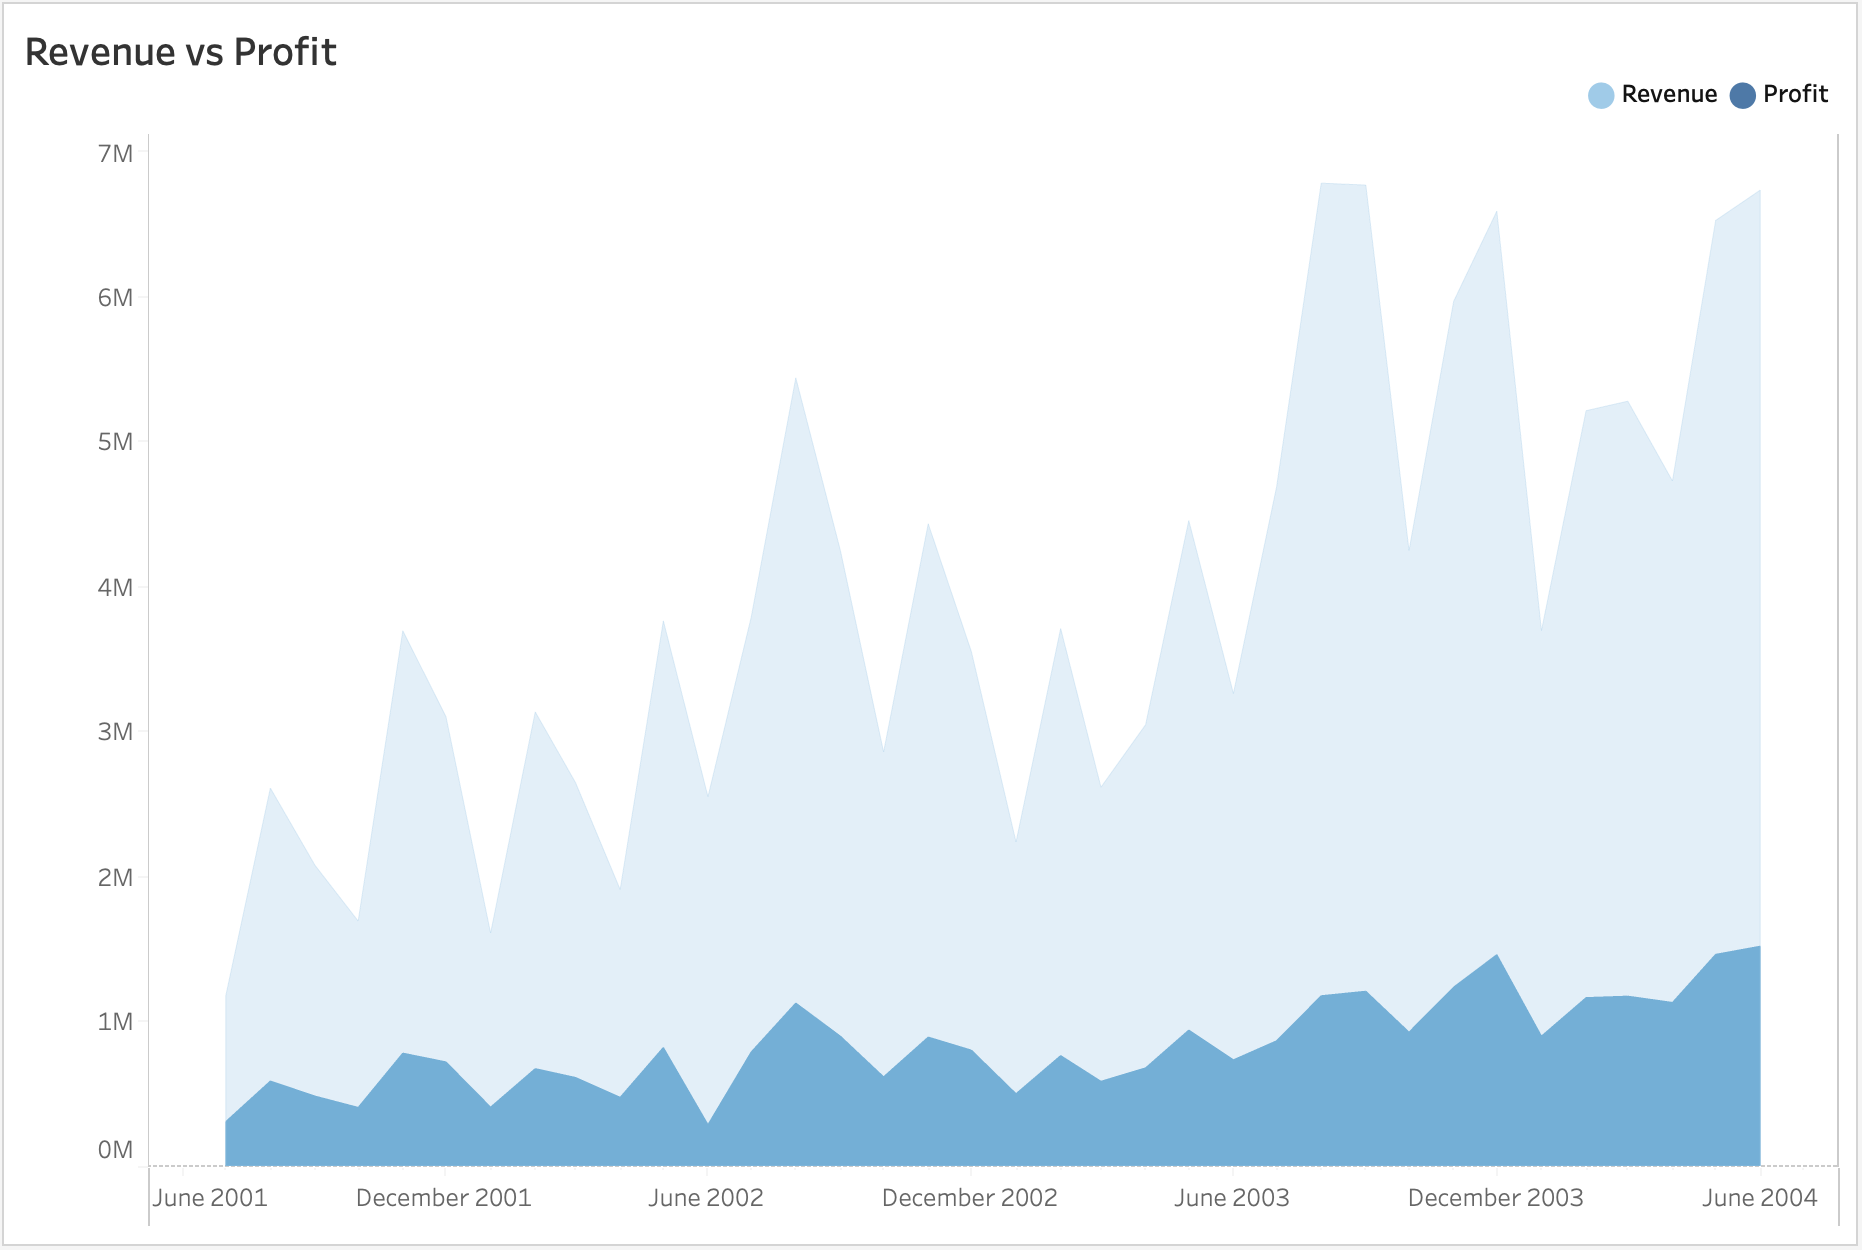 Revenue vs Profit
Revenue Profit
7M
6M
5M
4M
3M
2M
1M
0M
June 2001 December 2001 June 2002 December 2002 June 2003 December 2003 June 2004